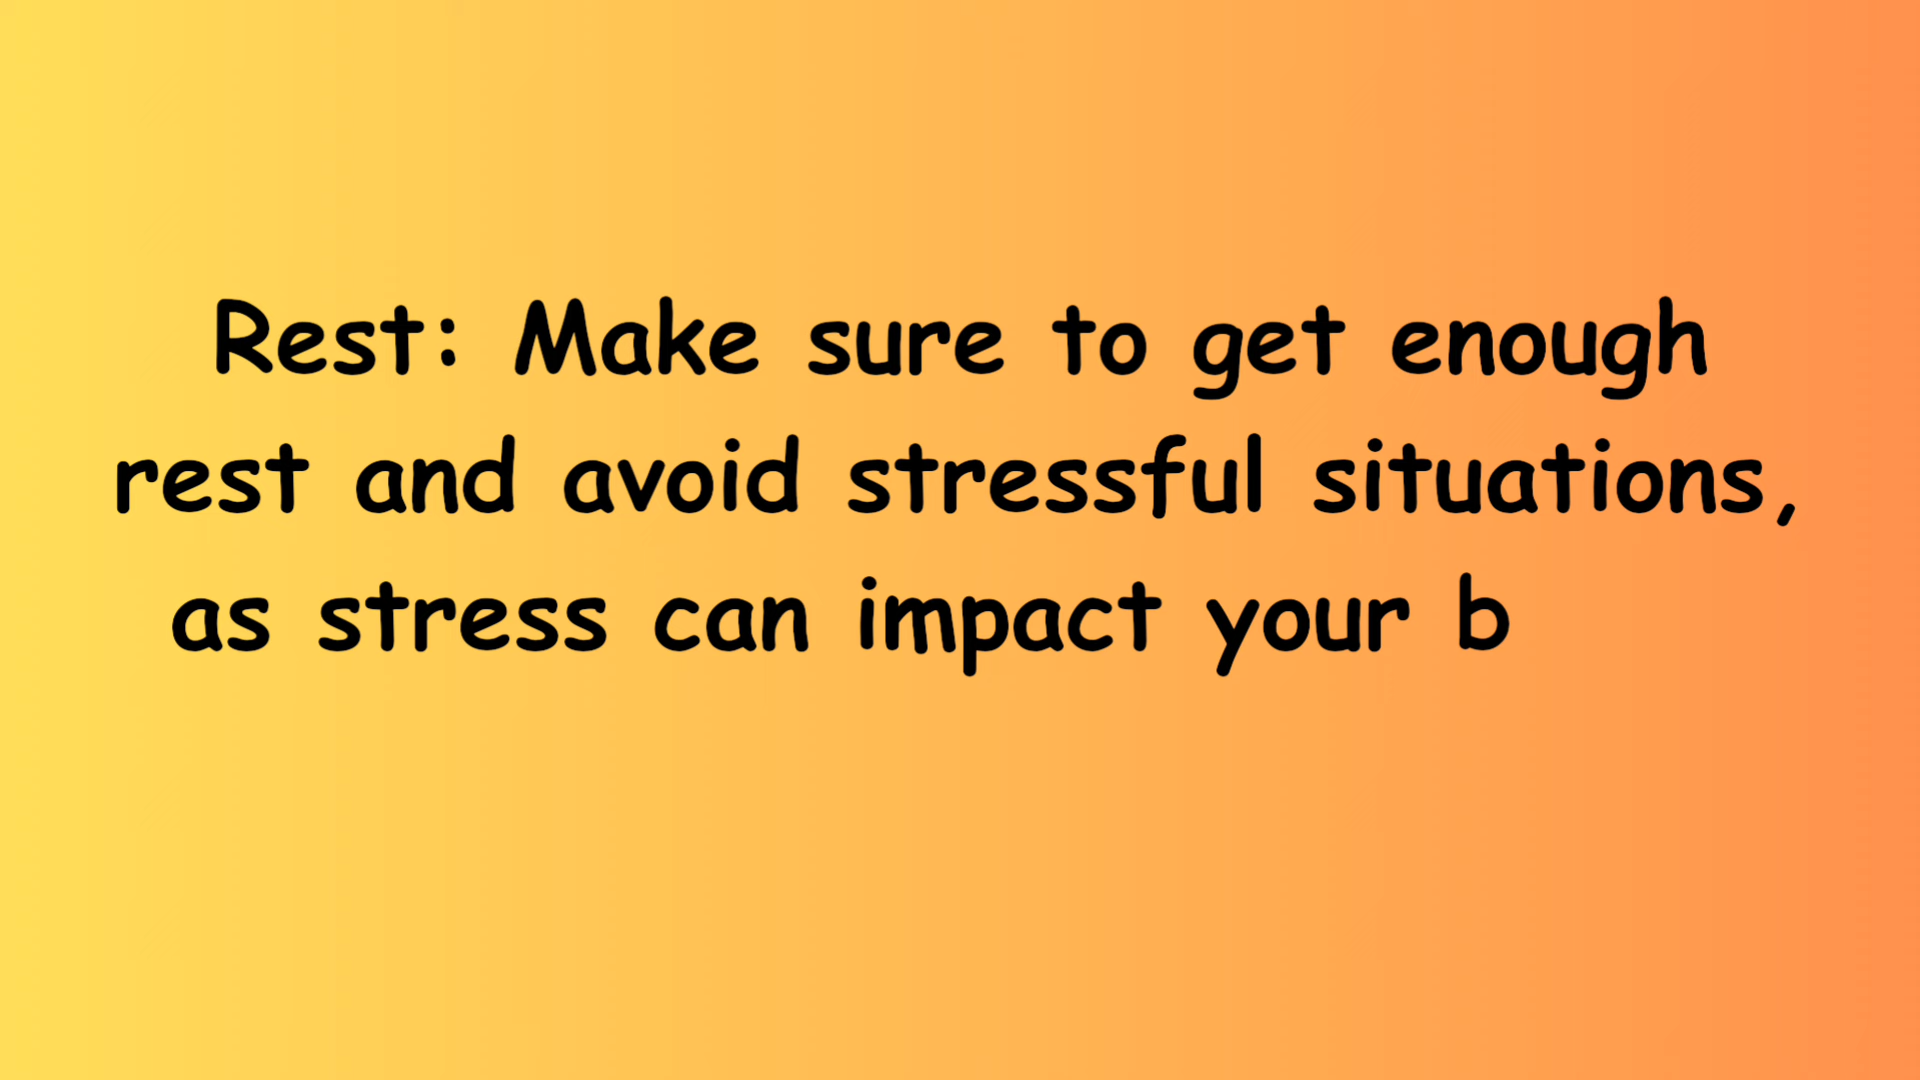 Rest: Make sure to get enough
rest and avoid stressful situations,
as stress can impact your b